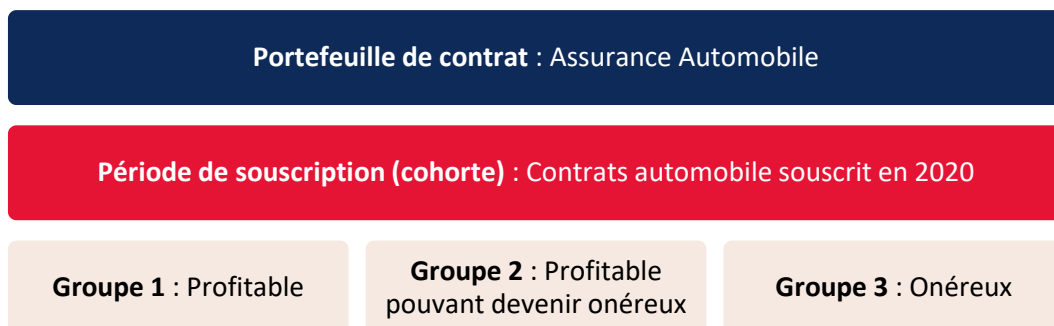 Portefeuille de contrat : Assurance Automobile
Période de souscription (cohorte) : Contrats automobile souscrit en 2020
Groupe 1 : Profitable
Groupe 2 : Profitable
pouvant devenir onéreux
Groupe 3 : Onéreux